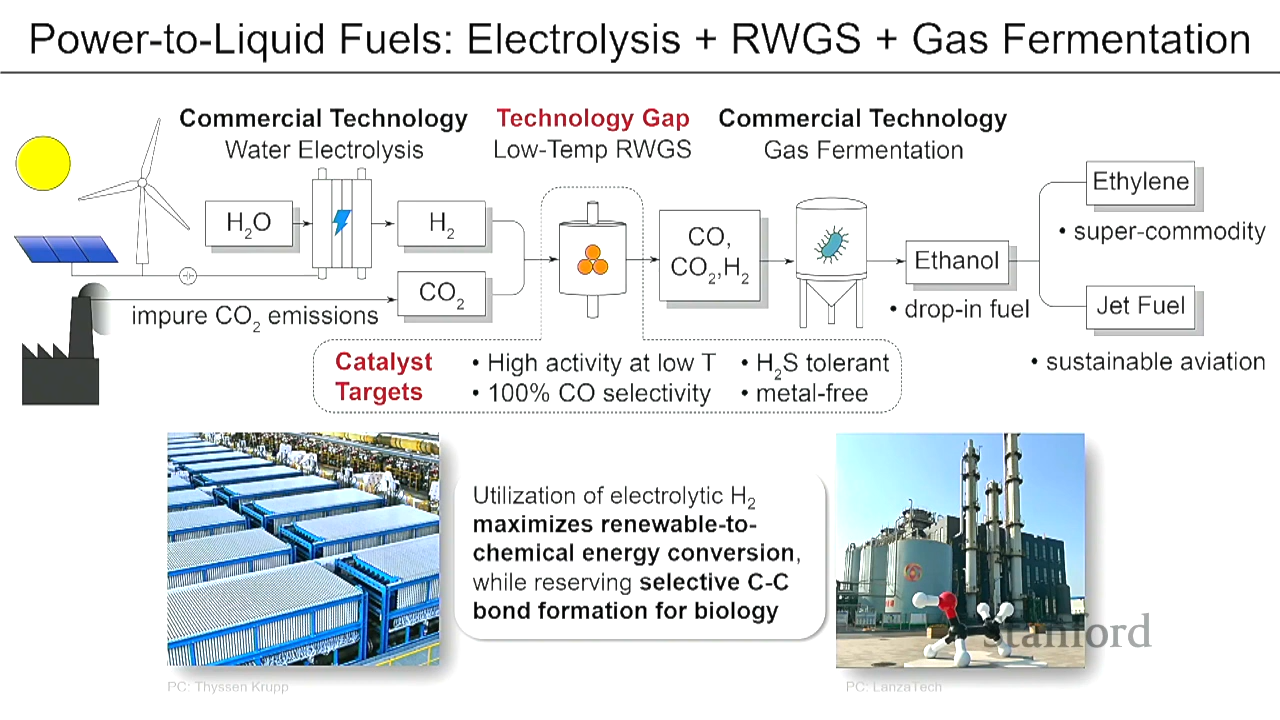 Power-to-Liquid Fuels: Electrolysis + RWGS + Gas Fermentation
Commercial Technology
Water Electrolysis
Technology Gap
Low-Temp RWGS
Commercial Technology
Gas Fermentation
H₂O
H₂
CO₂
impure CO₂ emissions
CO,
CO₂,H₂
Ethanol
• drop-in fuel
Ethylene
• super-commodity
Jet Fuel
• sustainable aviation
Catalyst
Targets
• High activity at low T
• 100% CO selectivity
• H₂S tolerant
• metal-free
Utilization of electrolytic H₂
maximizes renewable-to-
chemical energy conversion,
while reserving selective C-C
bond formation for biology
Stanford
PC: Thyssen Krupp
PC: LanzaTech